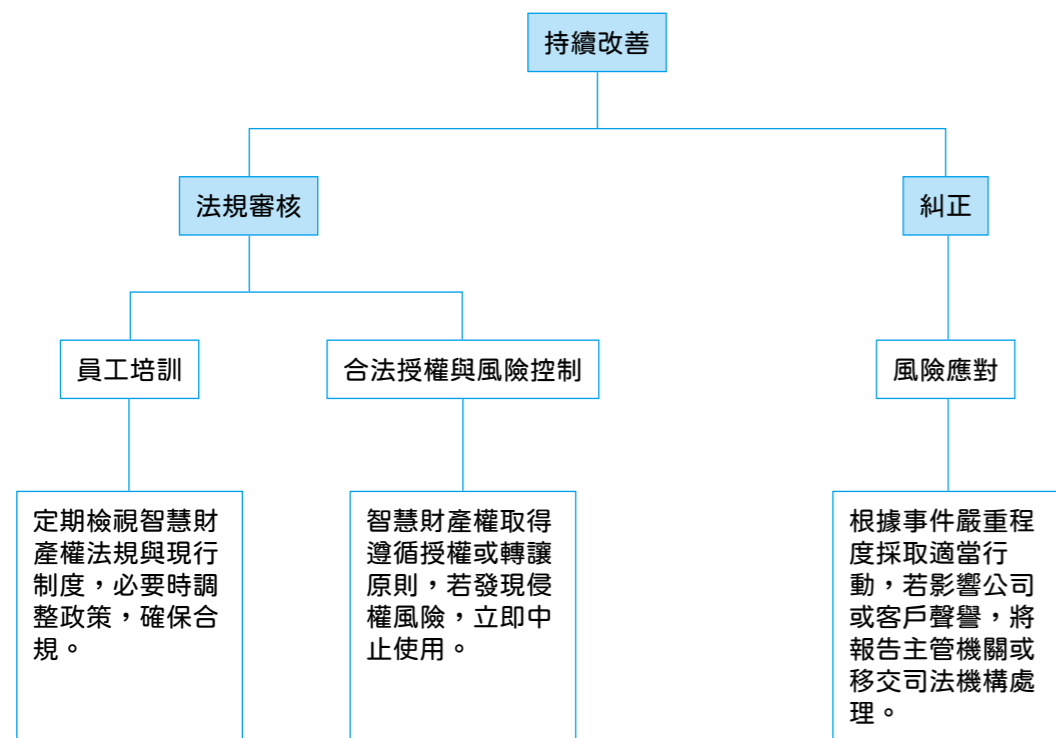 持續改善
法規審核
糾正
員工培訓
合法授權與風險控制
風險應對
定期檢視智慧財
產權法規與現行
制度，必要時調
整政策，確保合
規。
智慧財產權取得
遵循授權或轉讓
原則，若發現侵
權風險，立即中
止使用。
根據事件嚴重程
度採取適當行
動，若影響公司
或客戶聲譽，將
報告主管機關或
移交司法機構處
理。